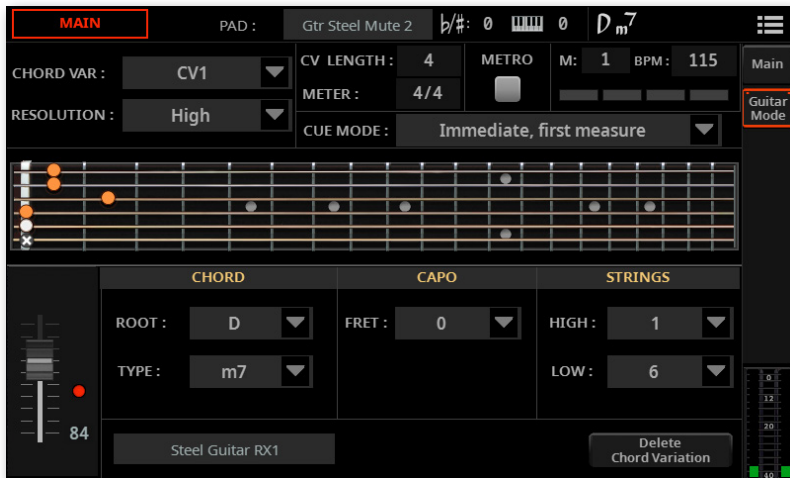 MAIN
PAD :
Gtr Steel Mute 2
♭/#: 0
0
Dm7
CHORD VAR :
CV1
CV LENGTH :
4
METRO
M:
1
BPM :
115
Main
METER :
4/4
Guitar
Mode
RESOLUTION :
High
CUE MODE :
Immediate, first measure
CHORD
CAPO
STRINGS
ROOT :
D
FRET :
0
HIGH :
1
TYPE :
m7
LOW :
6
0
12
20
40
84
Steel Guitar RX1
Delete
Chord Variation